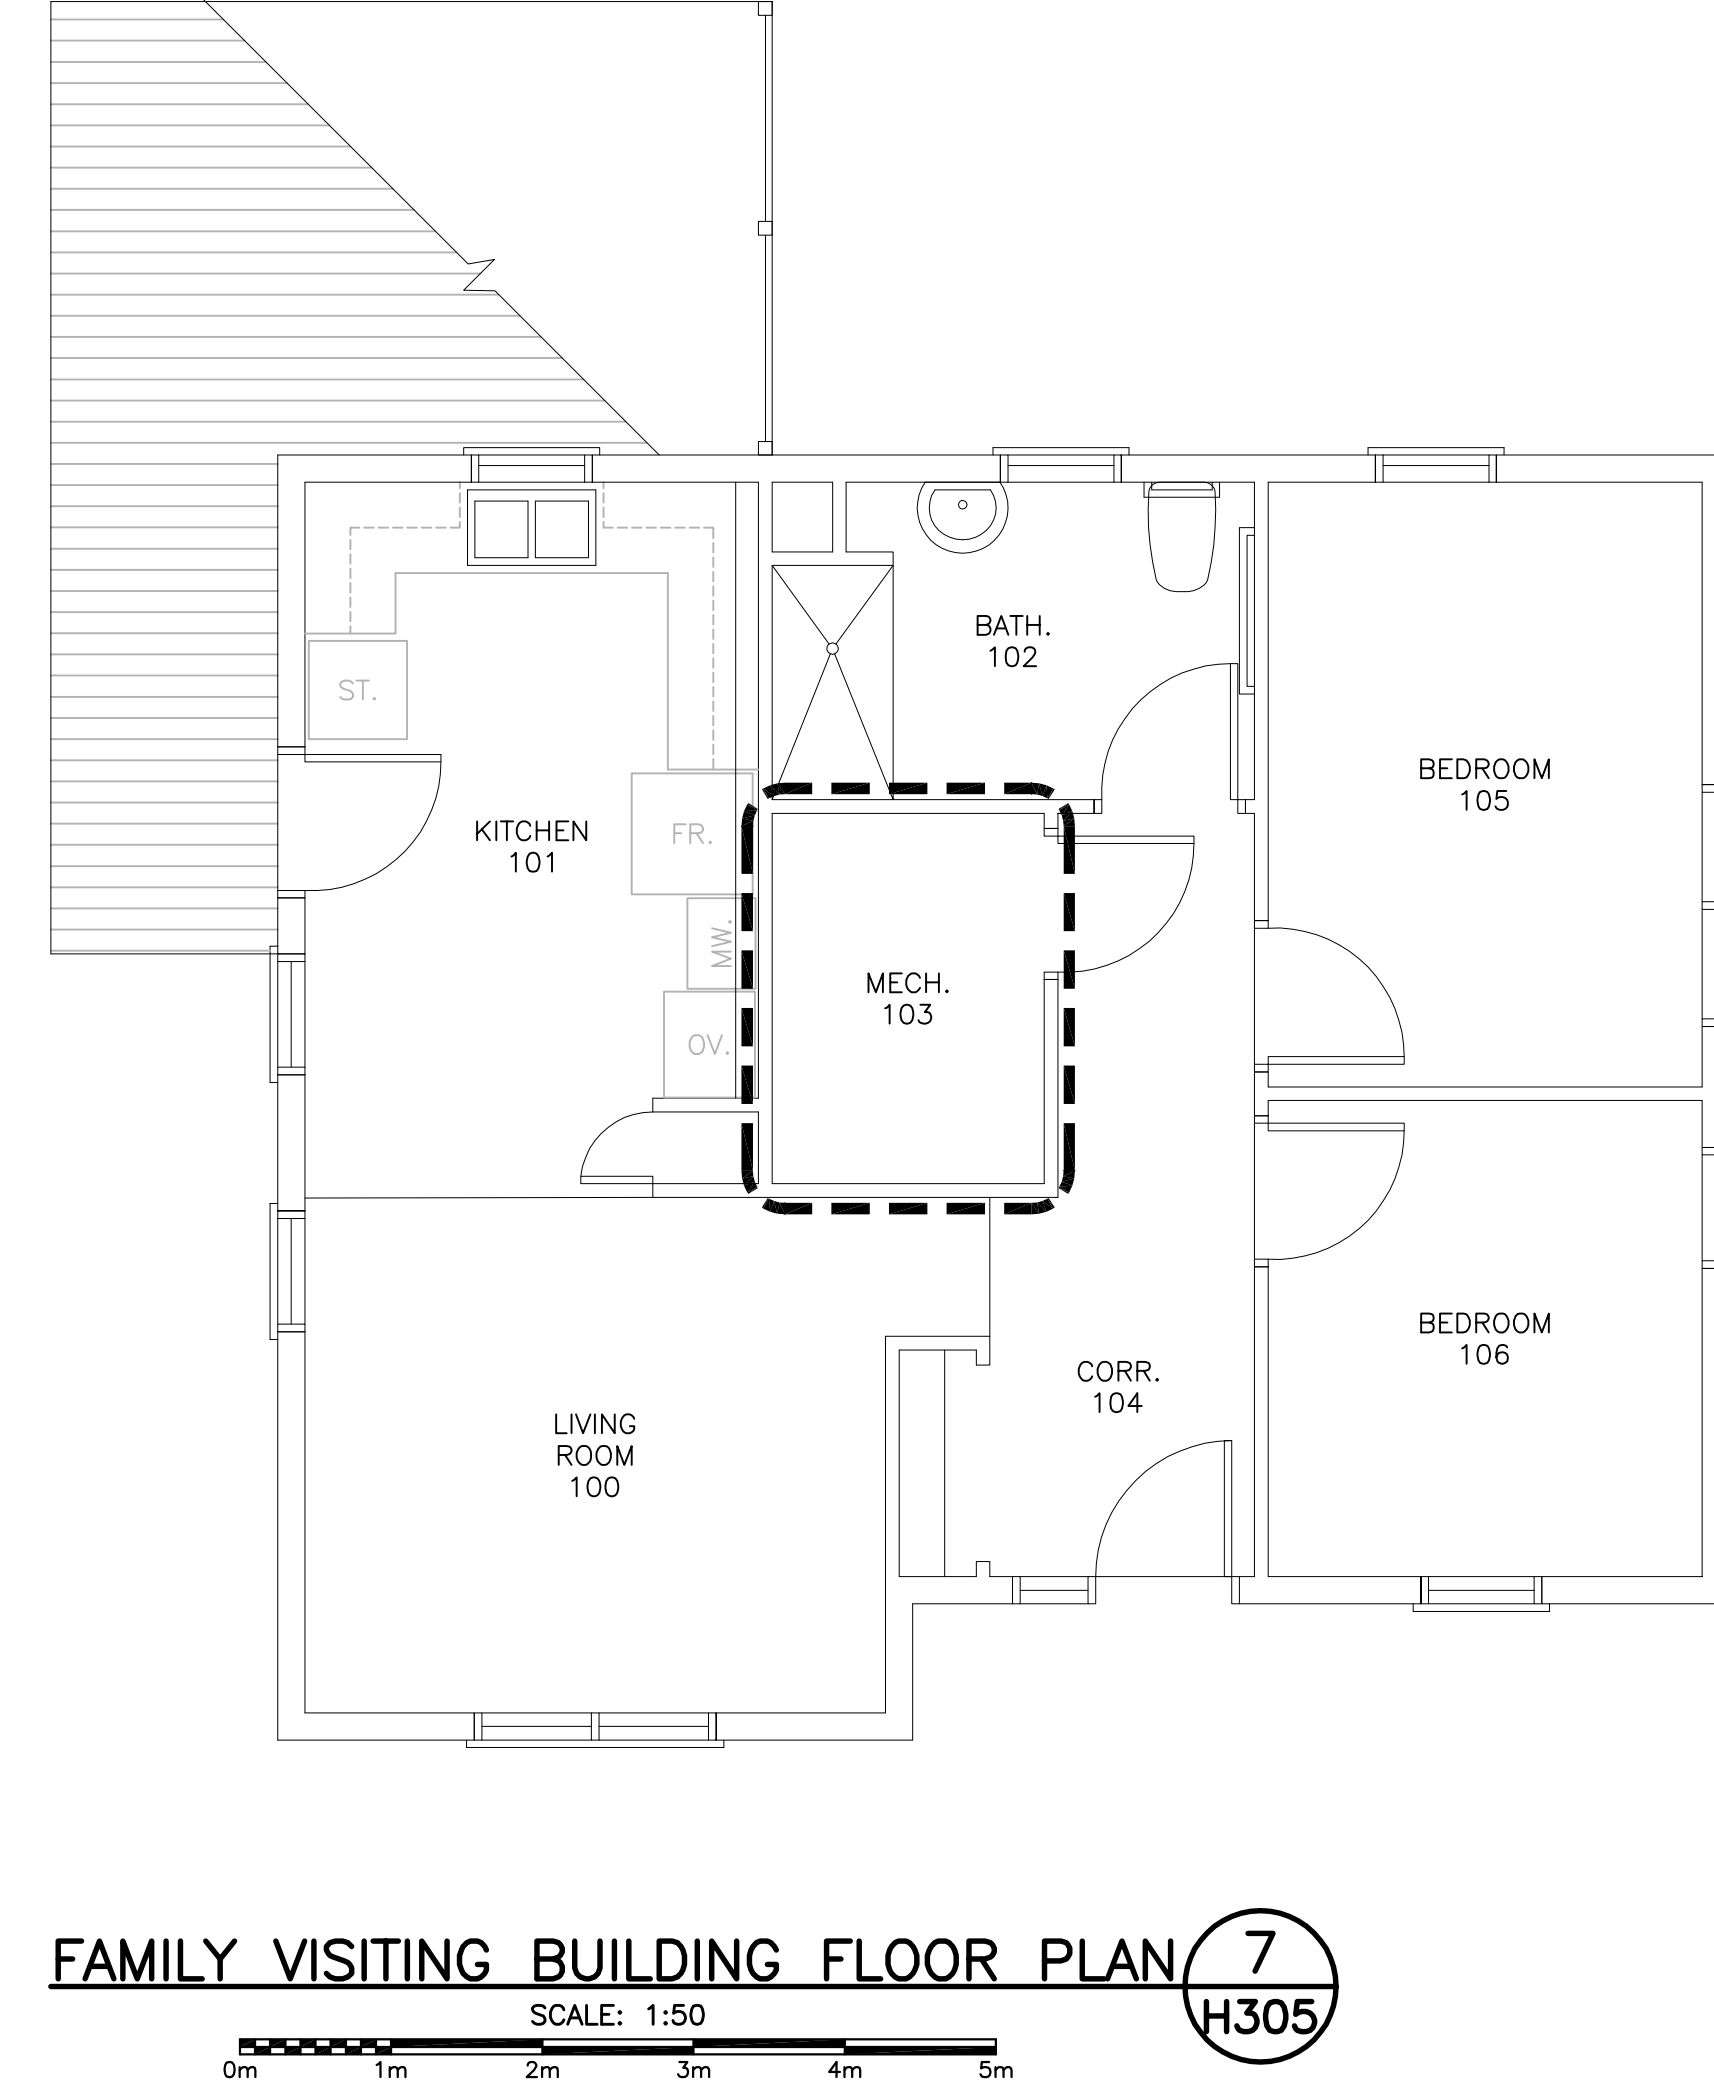 BATH.
102
ST.
BEDROOM
105
KITCHEN
101
FR.
MW.
MECH.
103
OV.
BEDROOM
106
CORR.
104
LIVING
ROOM
100
FAMILY VISITING BUILDING FLOOR PLAN
7
H305
SCALE: 1:50
0m 1m 2m 3m 4m 5m